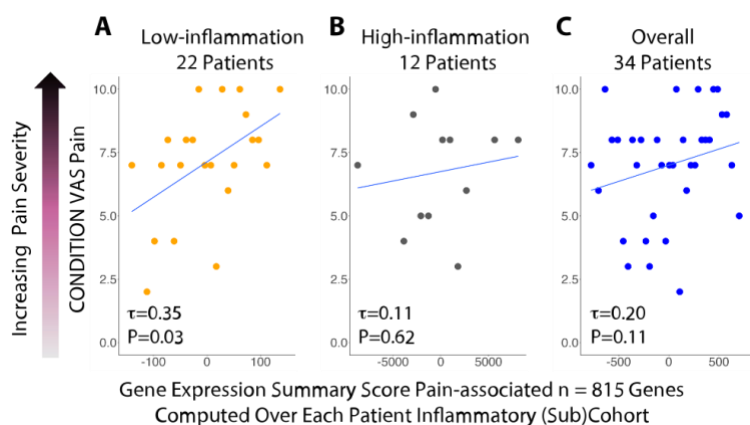 A
Low-inflammation
22 Patients
B
High-inflammation
12 Patients
C
Overall
34 Patients
Increasing Pain Severity
CONDITION VAS Pain
10.0
7.5
5.0
2.5
0.0
τ=0.35
P=0.03
-100 0 100
10.0
7.5
5.0
2.5
0.0
τ=0.11
P=0.62
-5000 0 5000
10.0
7.5
5.0
2.5
0.0
τ=0.20
P=0.11
-500 0 500
Gene Expression Summary Score Pain-associated n = 815 Genes
Computed Over Each Patient Inflammatory (Sub)Cohort